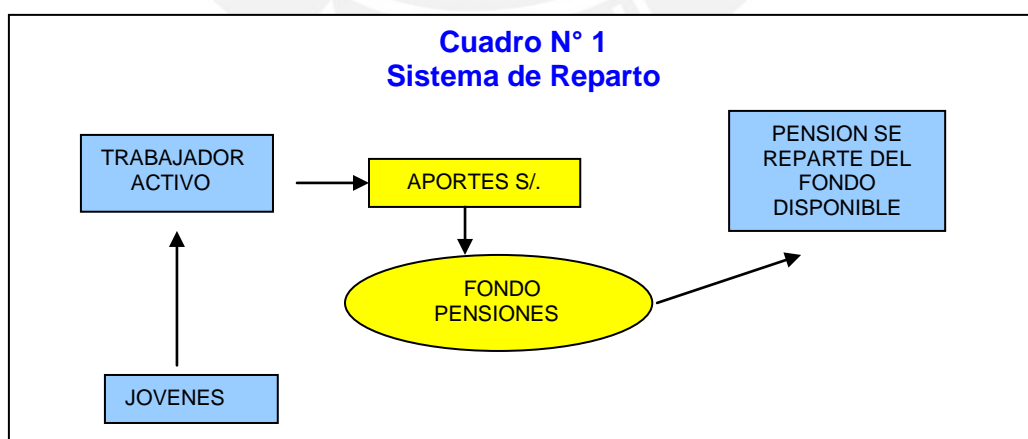 Cuadro N° 1
Sistema de Reparto
TRABAJADOR
ACTIVO
APORTES S/.
PENSION SE
REPARTE DEL
FONDO
DISPONIBLE
FONDO
PENSIONES
JOVENES